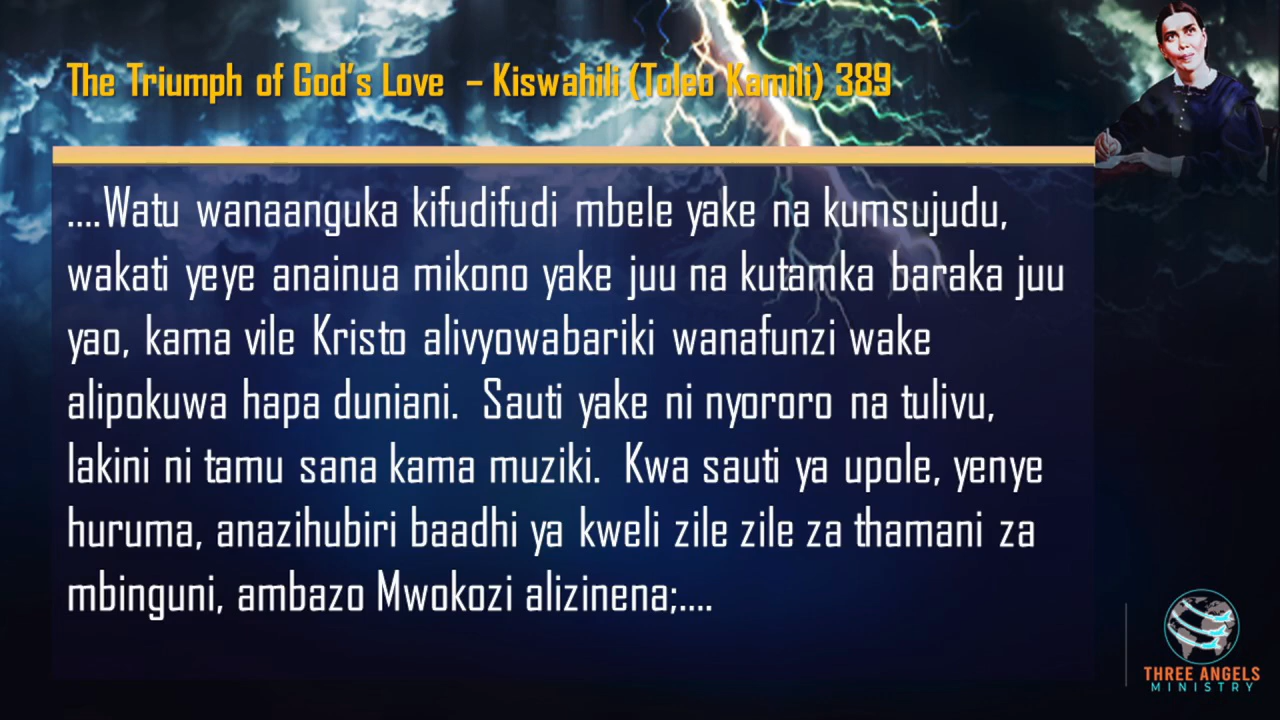 The Triumph of God's Love – Kiswahili (Toleo Kamili) 389
....Watu wanaanguka kifudifudi mbele yake na kumsujudu,
wakati yeye anainua mikono yake juu na kutamka baraka juu
yao, kama vile Kristo alivyowabariki wanafunzi wake
alipokuwa hapa duniani. Sauti yake ni nyororo na tulivu,
lakini ni tamu sana kama muziki. Kwa sauti ya upole, yenye
huruma, anazihubiri baadhi ya kweli zile zile za thamani za
mbinguni, ambazo Mwokozi alizinena;....
THREE ANGELS
MINISTRY